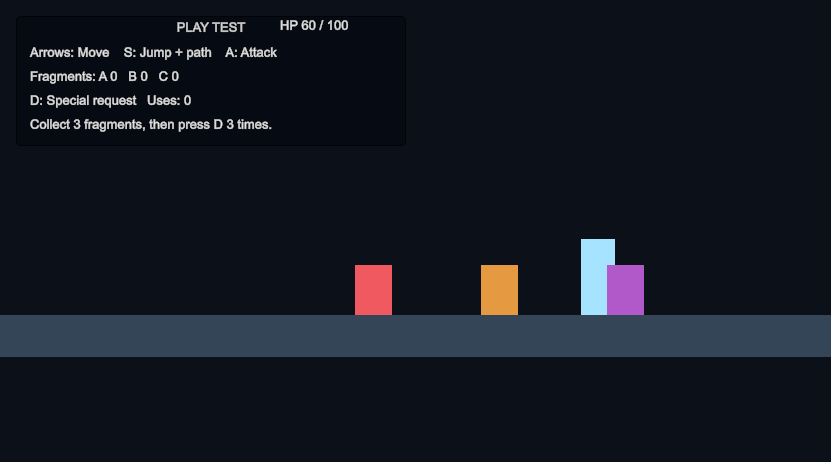 PLAY TEST HP 60 / 100
Arrows: Move S: Jump + path A: Attack
Fragments: A 0 B 0 C 0
D: Special request Uses: 0
Collect 3 fragments, then press D 3 times.